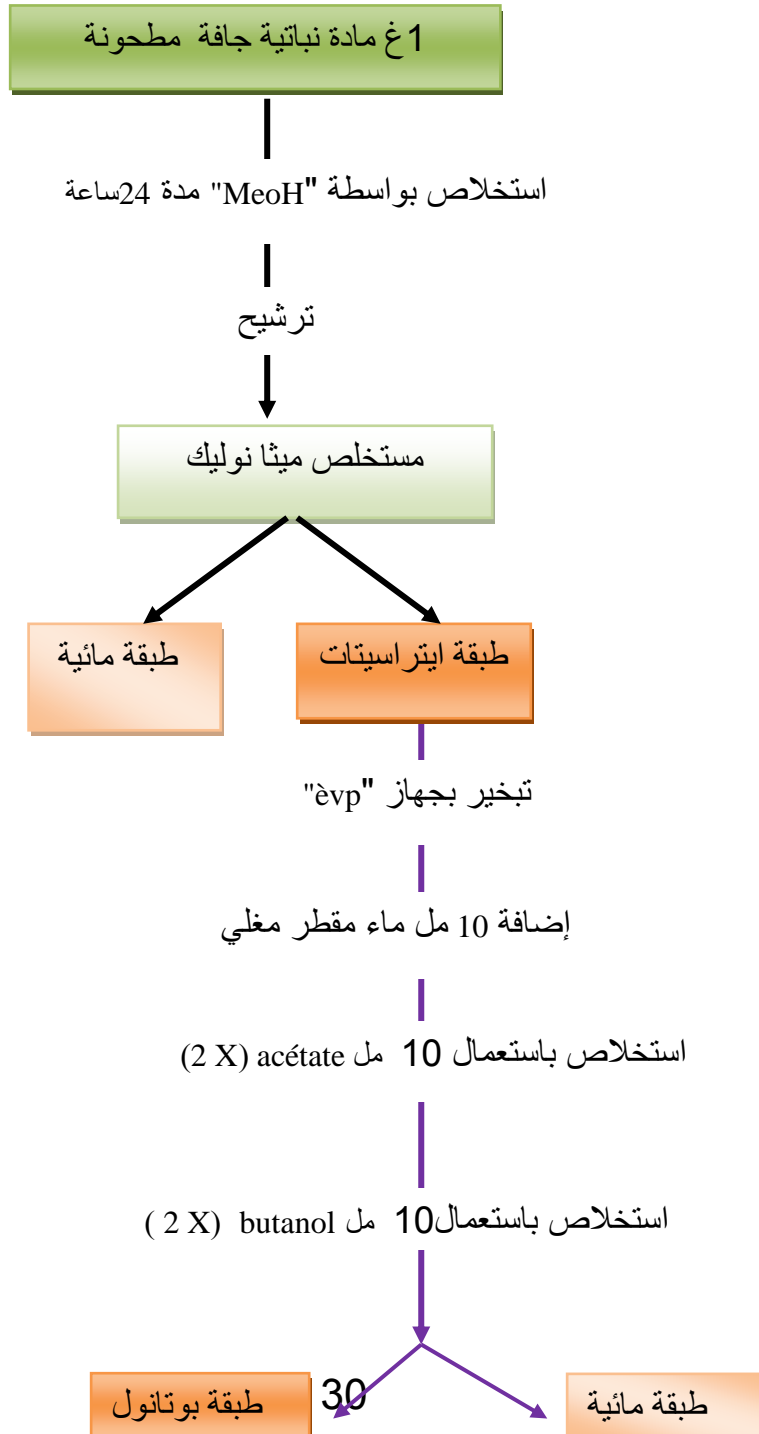 1غ مادة نباتية جافة مطحونة
استخلاص بواسطة "MeoH" مدة 24ساعة
ترشيح
مستخلص ميثا نوليك
طبقة ايتراسيتات
طبقة مائية
تبخير بجهاز "èvp"
إضافة 10 مل ماء مقطر مغلي
استخلاص باستعمال 10 مل acétate (2 X)
استخلاص باستعمال10 مل butanol (2 X )
طبقة مائية
30
طبقة بوتانول